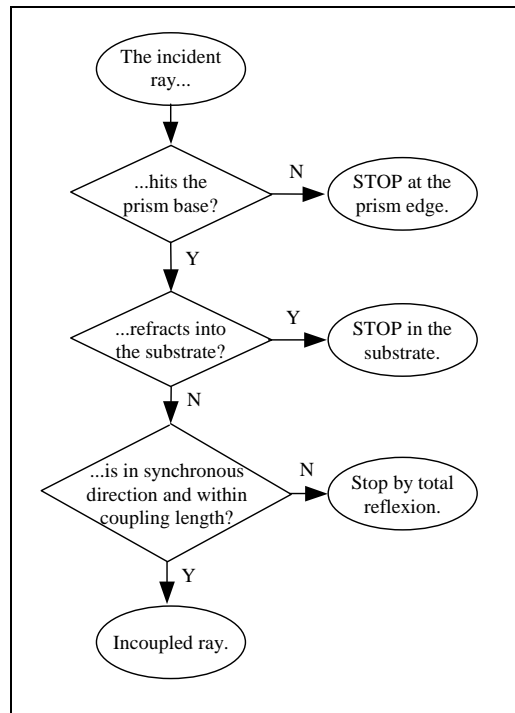 The incident
ray...
...hits the
prism base?
N
STOP at the
prism edge.
Y
...refracts into
the substrate?
Y
STOP in the
substrate.
N
...is in synchronous
direction and within
coupling length?
N
Stop by total
reflexion.
Y
Incoupled ray.